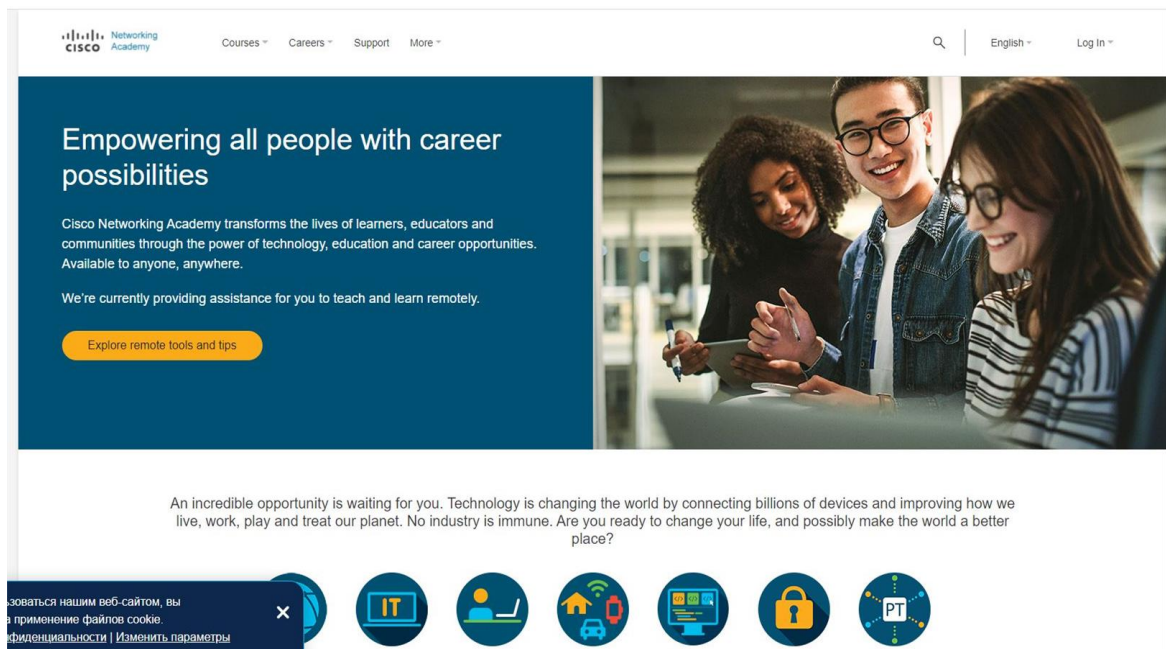 Networking
CISCO Academy
Courses
Careers
Support
More
English
Log In
Empowering all people with career
possibilities
Cisco Networking Academy transforms the lives of learners, educators and
communities through the power of technology, education and career opportunities.
Available to anyone, anywhere.
We're currently providing assistance for you to teach and learn remotely.
Explore remote tools and tips
An incredible opportunity is waiting for you. Technology is changing the world by connecting billions of devices and improving how we
live, work, play and treat our planet. No industry is immune. Are you ready to change your life, and possibly make the world a better
place?
IT
PT
нашим веб-сайтом, вы
применение файлов cookie.
| Изменить параметры